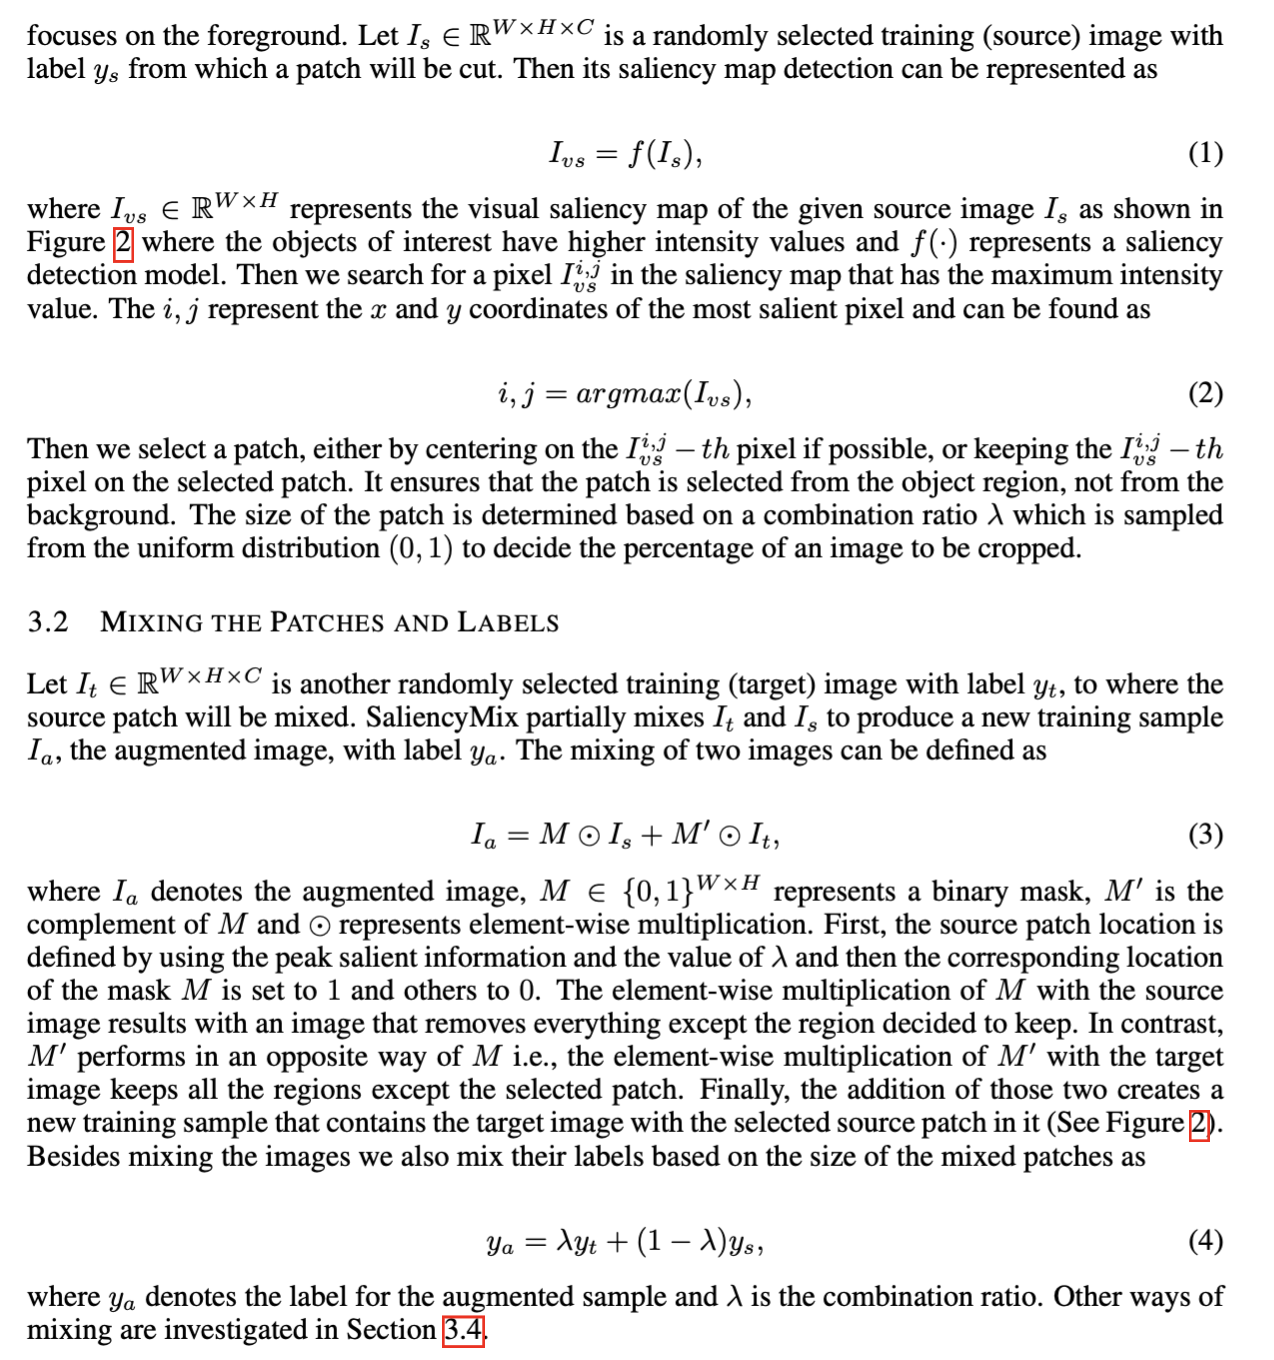 focuses on the foreground. Let $I_s \in \mathbb{R}^{W \times H \times C}$ is a randomly selected training (source) image with
label $y_s$ from which a patch will be cut. Then its saliency map detection can be represented as
$I_{vs} = f(I_s),$ (1)
where $I_{vs} \in \mathbb{R}^{W \times H}$ represents the visual saliency map of the given source image $I_s$ as shown in
Figure 2 where the objects of interest have higher intensity values and $f(\cdot)$ represents a saliency
detection model. Then we search for a pixel $I_{vs}^{i,j}$ in the saliency map that has the maximum intensity
value. The $i, j$ represent the $x$ and $y$ coordinates of the most salient pixel and can be found as
$i, j = argmax(I_{vs}),$ (2)
Then we select a patch, either by centering on the $I_{vs}^{i,j} - th$ pixel if possible, or keeping the $I_{vs}^{i,j} - th$
pixel on the selected patch. It ensures that the patch is selected from the object region, not from the
background. The size of the patch is determined based on a combination ratio $\lambda$ which is sampled
from the uniform distribution $(0, 1)$ to decide the percentage of an image to be cropped.
3.2 MIXING THE PATCHES AND LABELS
Let $I_t \in \mathbb{R}^{W \times H \times C}$ is another randomly selected training (target) image with label $y_t$, to where the
source patch will be mixed. SaliencyMix partially mixes $I_t$ and $I_s$ to produce a new training sample
$I_a$, the augmented image, with label $y_a$. The mixing of two images can be defined as
$I_a = M \odot I_s + M' \odot I_t,$ (3)
where $I_a$ denotes the augmented image, $M \in \{0, 1\}^{W \times H}$ represents a binary mask, $M'$ is the
complement of $M$ and $\odot$ represents element-wise multiplication. First, the source patch location is
defined by using the peak salient information and the value of $\lambda$ and then the corresponding location
of the mask $M$ is set to 1 and others to 0. The element-wise multiplication of $M$ with the source
image results with an image that removes everything except the region decided to keep. In contrast,
$M'$ performs in an opposite way of $M$ i.e., the element-wise multiplication of $M'$ with the target
image keeps all the regions except the selected patch. Finally, the addition of those two creates a
new training sample that contains the target image with the selected source patch in it (See Figure 2).
Besides mixing the images we also mix their labels based on the size of the mixed patches as
$y_a = \lambda y_t + (1 - \lambda) y_s,$ (4)
where $y_a$ denotes the label for the augmented sample and $\lambda$ is the combination ratio. Other ways of
mixing are investigated in Section 3.4.